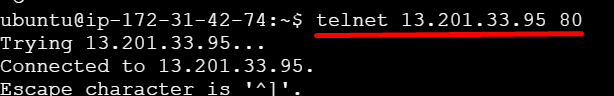 ubuntu@ip-172-31-42-74:~$ telnet 13.201.33.95 80
Trying 13.201.33.95...
Connected to 13.201.33.95.
Escape character is '^]'.